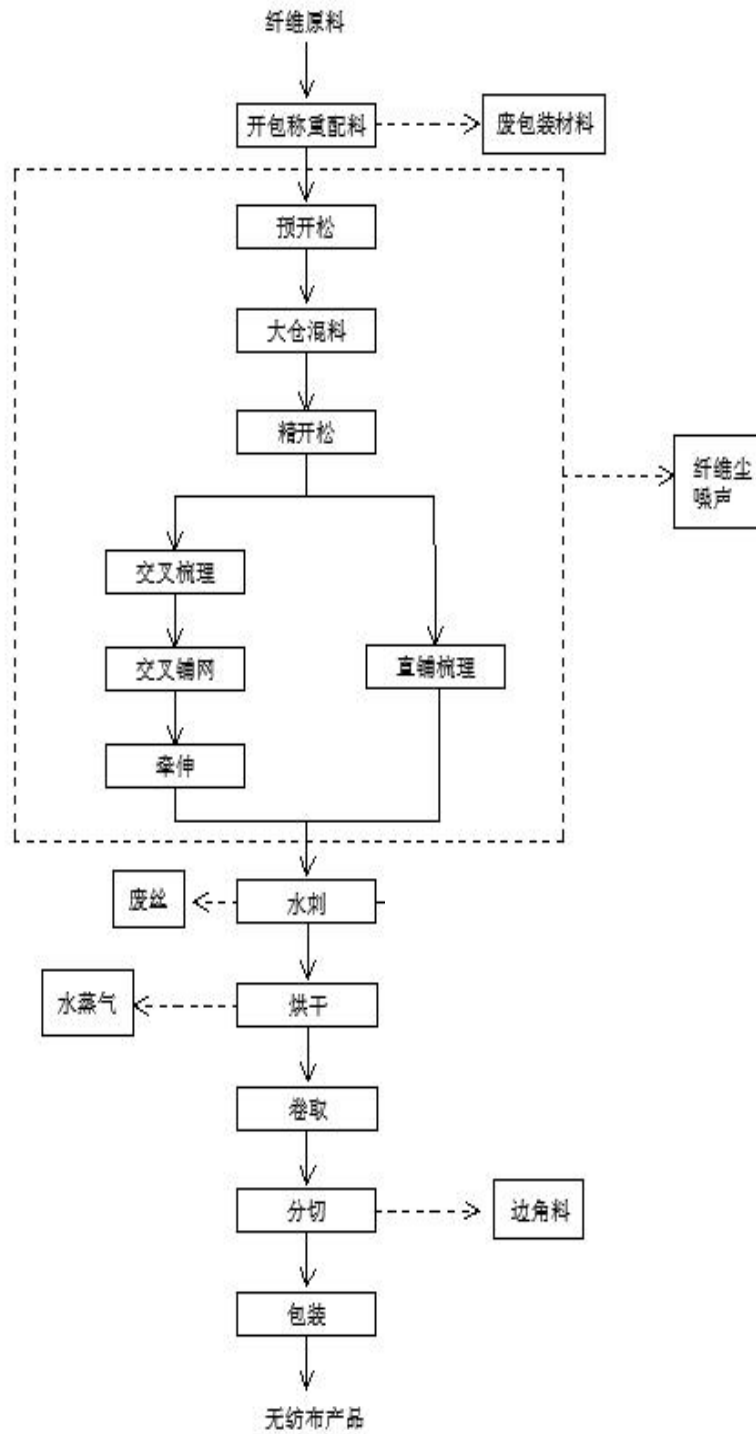 纤维原料
开包称重配料
废包装材料
预开松
大仓混料
精开松
纤维尘
噪声
交叉梳理
交叉铺网
直铺梳理
牵伸
废丝
水刺
水蒸气
烘干
卷取
分切
边角料
包装
无纺布产品